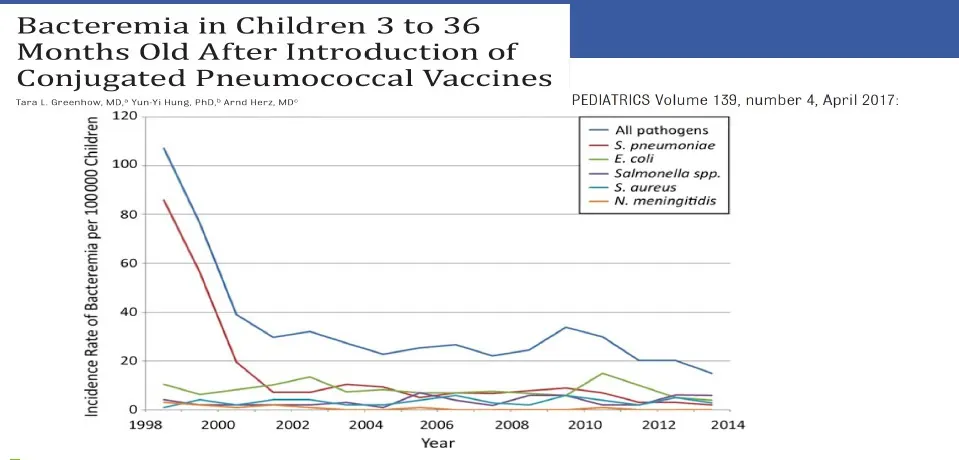 Bacteremia in Children 3 to 36
Months Old After Introduction of
Conjugated Pneumococcal Vaccines
Tara L. Greenhow, MD,ᵃ Yun-Yi Hung, PhD,ᵇ Arnd Herz, MDᶜ
PEDIATRICS Volume 139, number 4, April 2017:
Incidence Rate of Bacteremia per 100000 Children
120
100
80
60
40
20
0
All pathogens
S. pneumoniae
E. coli
Salmonella spp.
S. aureus
N. meningitidis
1998 2000 2002 2004 2006 2008 2010 2012 2014
Year